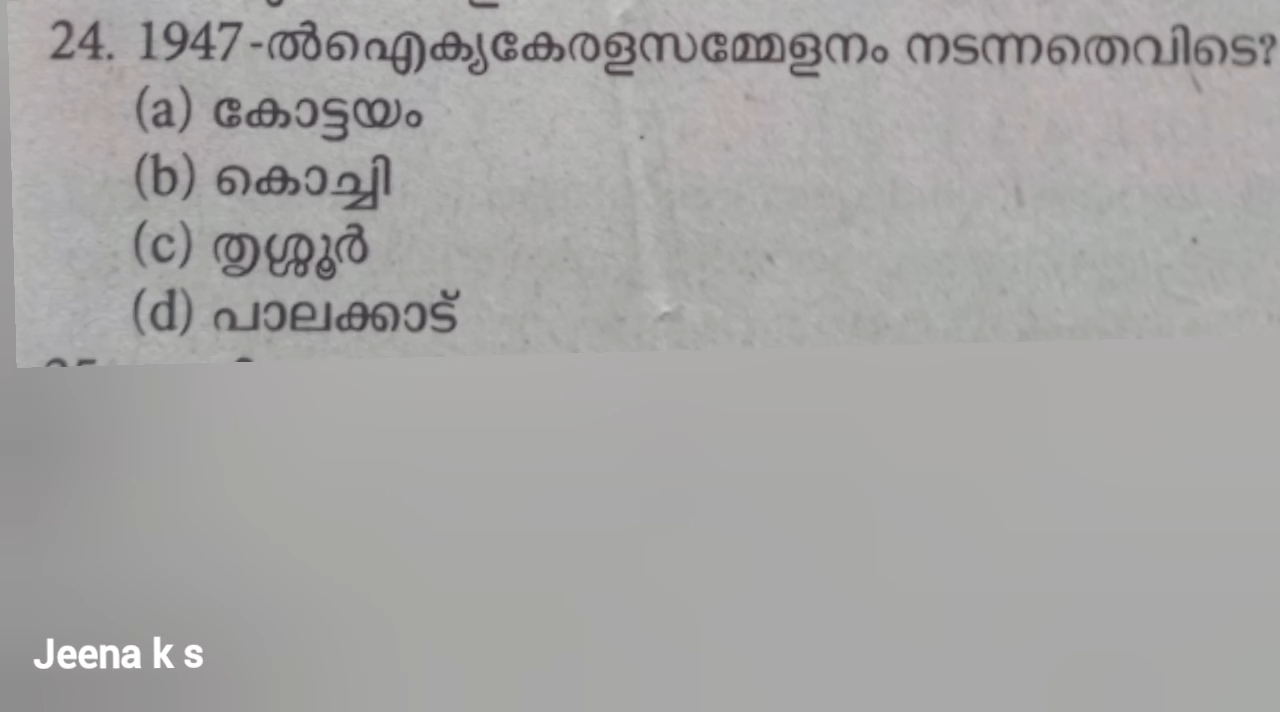 24. 1947-ൽഐക്യകേരളസമ്മേളനം നടന്നതെവിടെ?
(a) കോട്ടയം
(b) കൊച്ചി
(c) തൃശ്ശൂർ
(d) പാലക്കാട്
Jeena k s